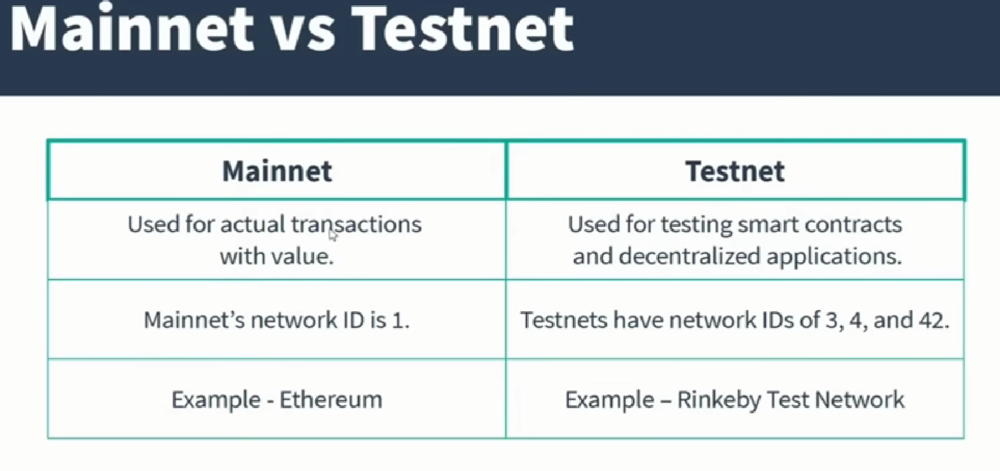 Mainnet vs Testnet
Mainnet
Testnet
Used for actual transactions
with value.
Used for testing smart contracts
and decentralized applications.
Mainnet’s network ID is 1.
Testnets have network IDs of 3, 4, and 42.
Example - Ethereum
Example – Rinkeby Test Network